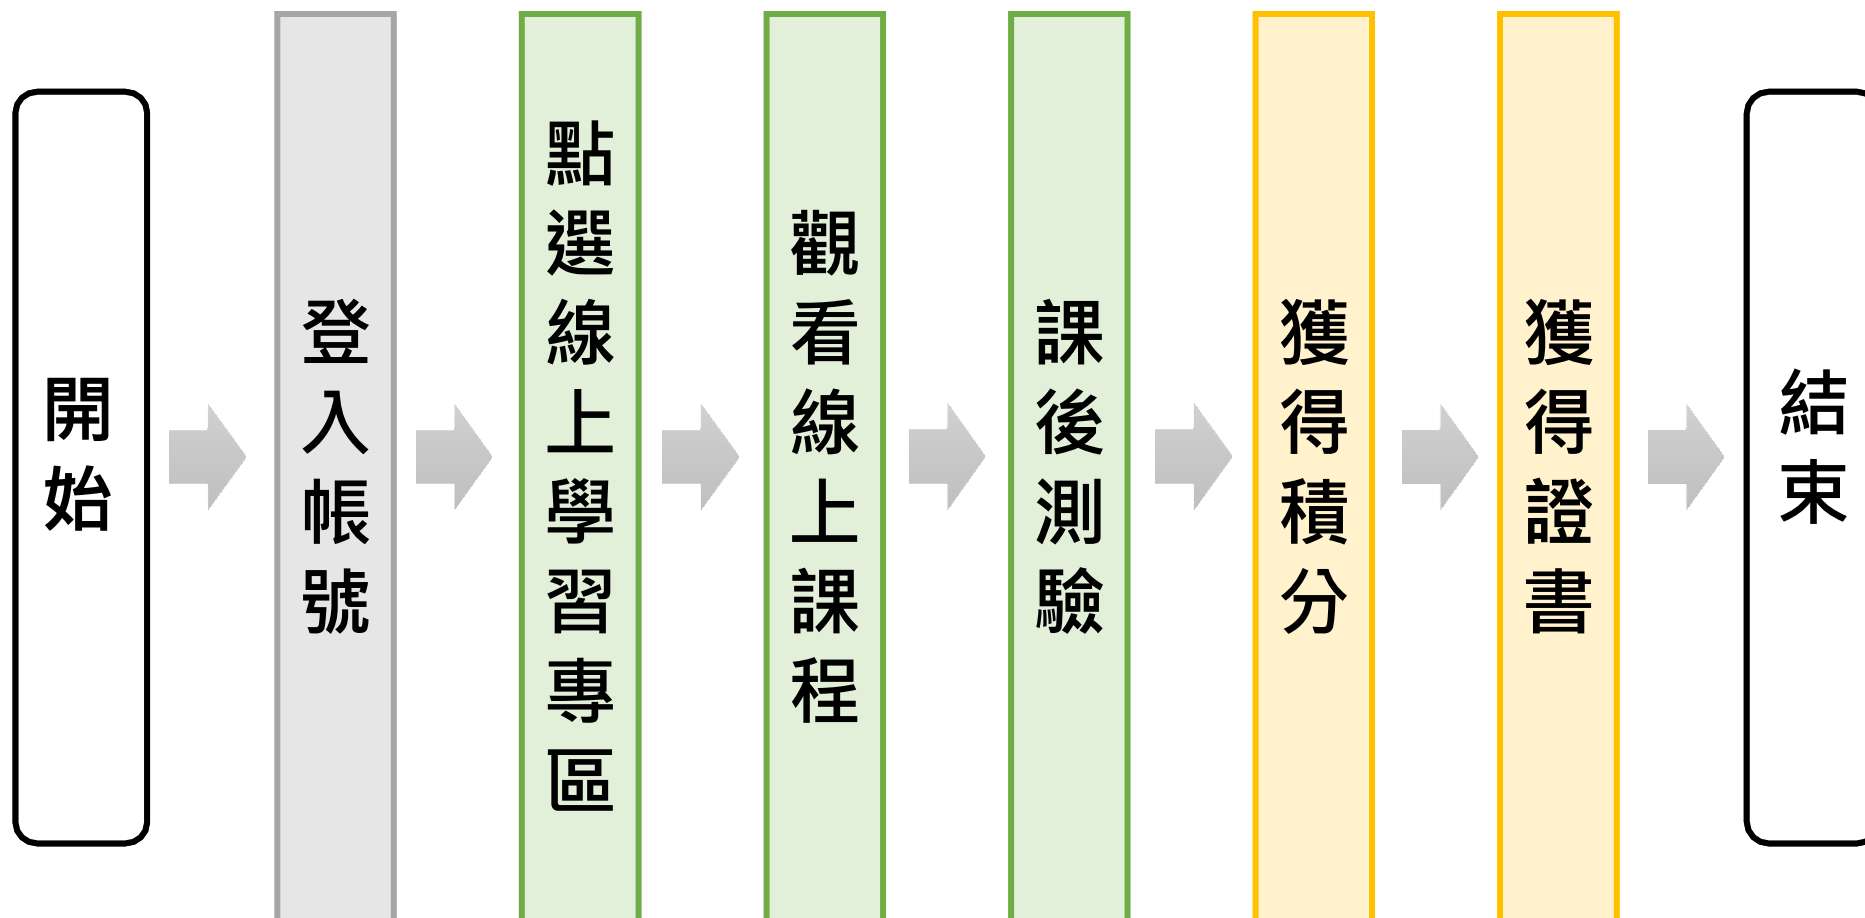 開始
登入帳號
點選線上學習專區
觀看線上課程
課後測驗
獲得積分
獲得證書
結束